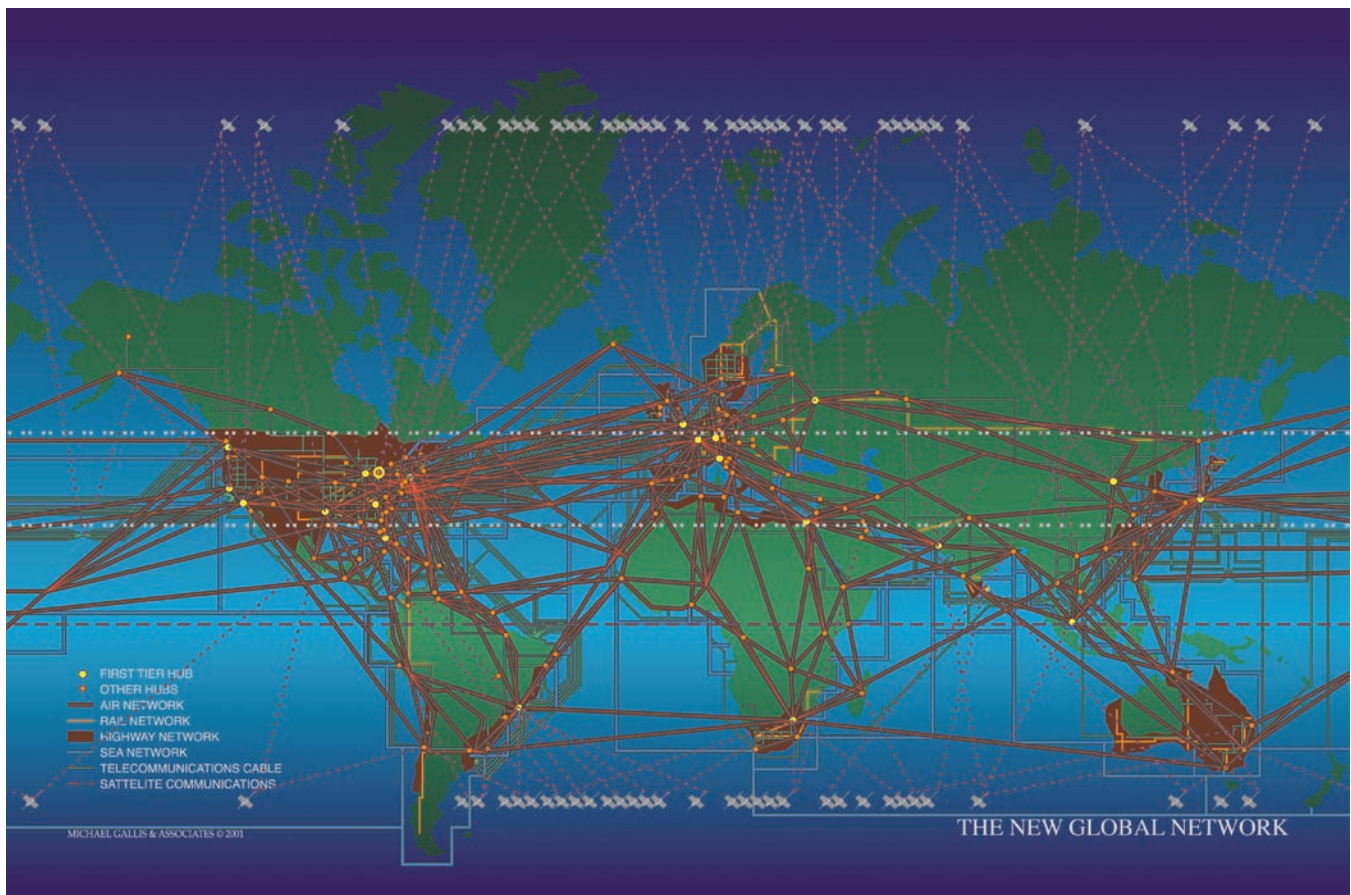 FIRST TIER HUB
OTHER HUBS
AIR NETWORK
RAIL NETWORK
HIGHWAY NETWORK
SEA NETWORK
TELECOMMUNICATIONS CABLE
SATTELITE COMMUNICATIONS
MICHAEL GALLIS & ASSOCIATES © 2001
THE NEW GLOBAL NETWORK